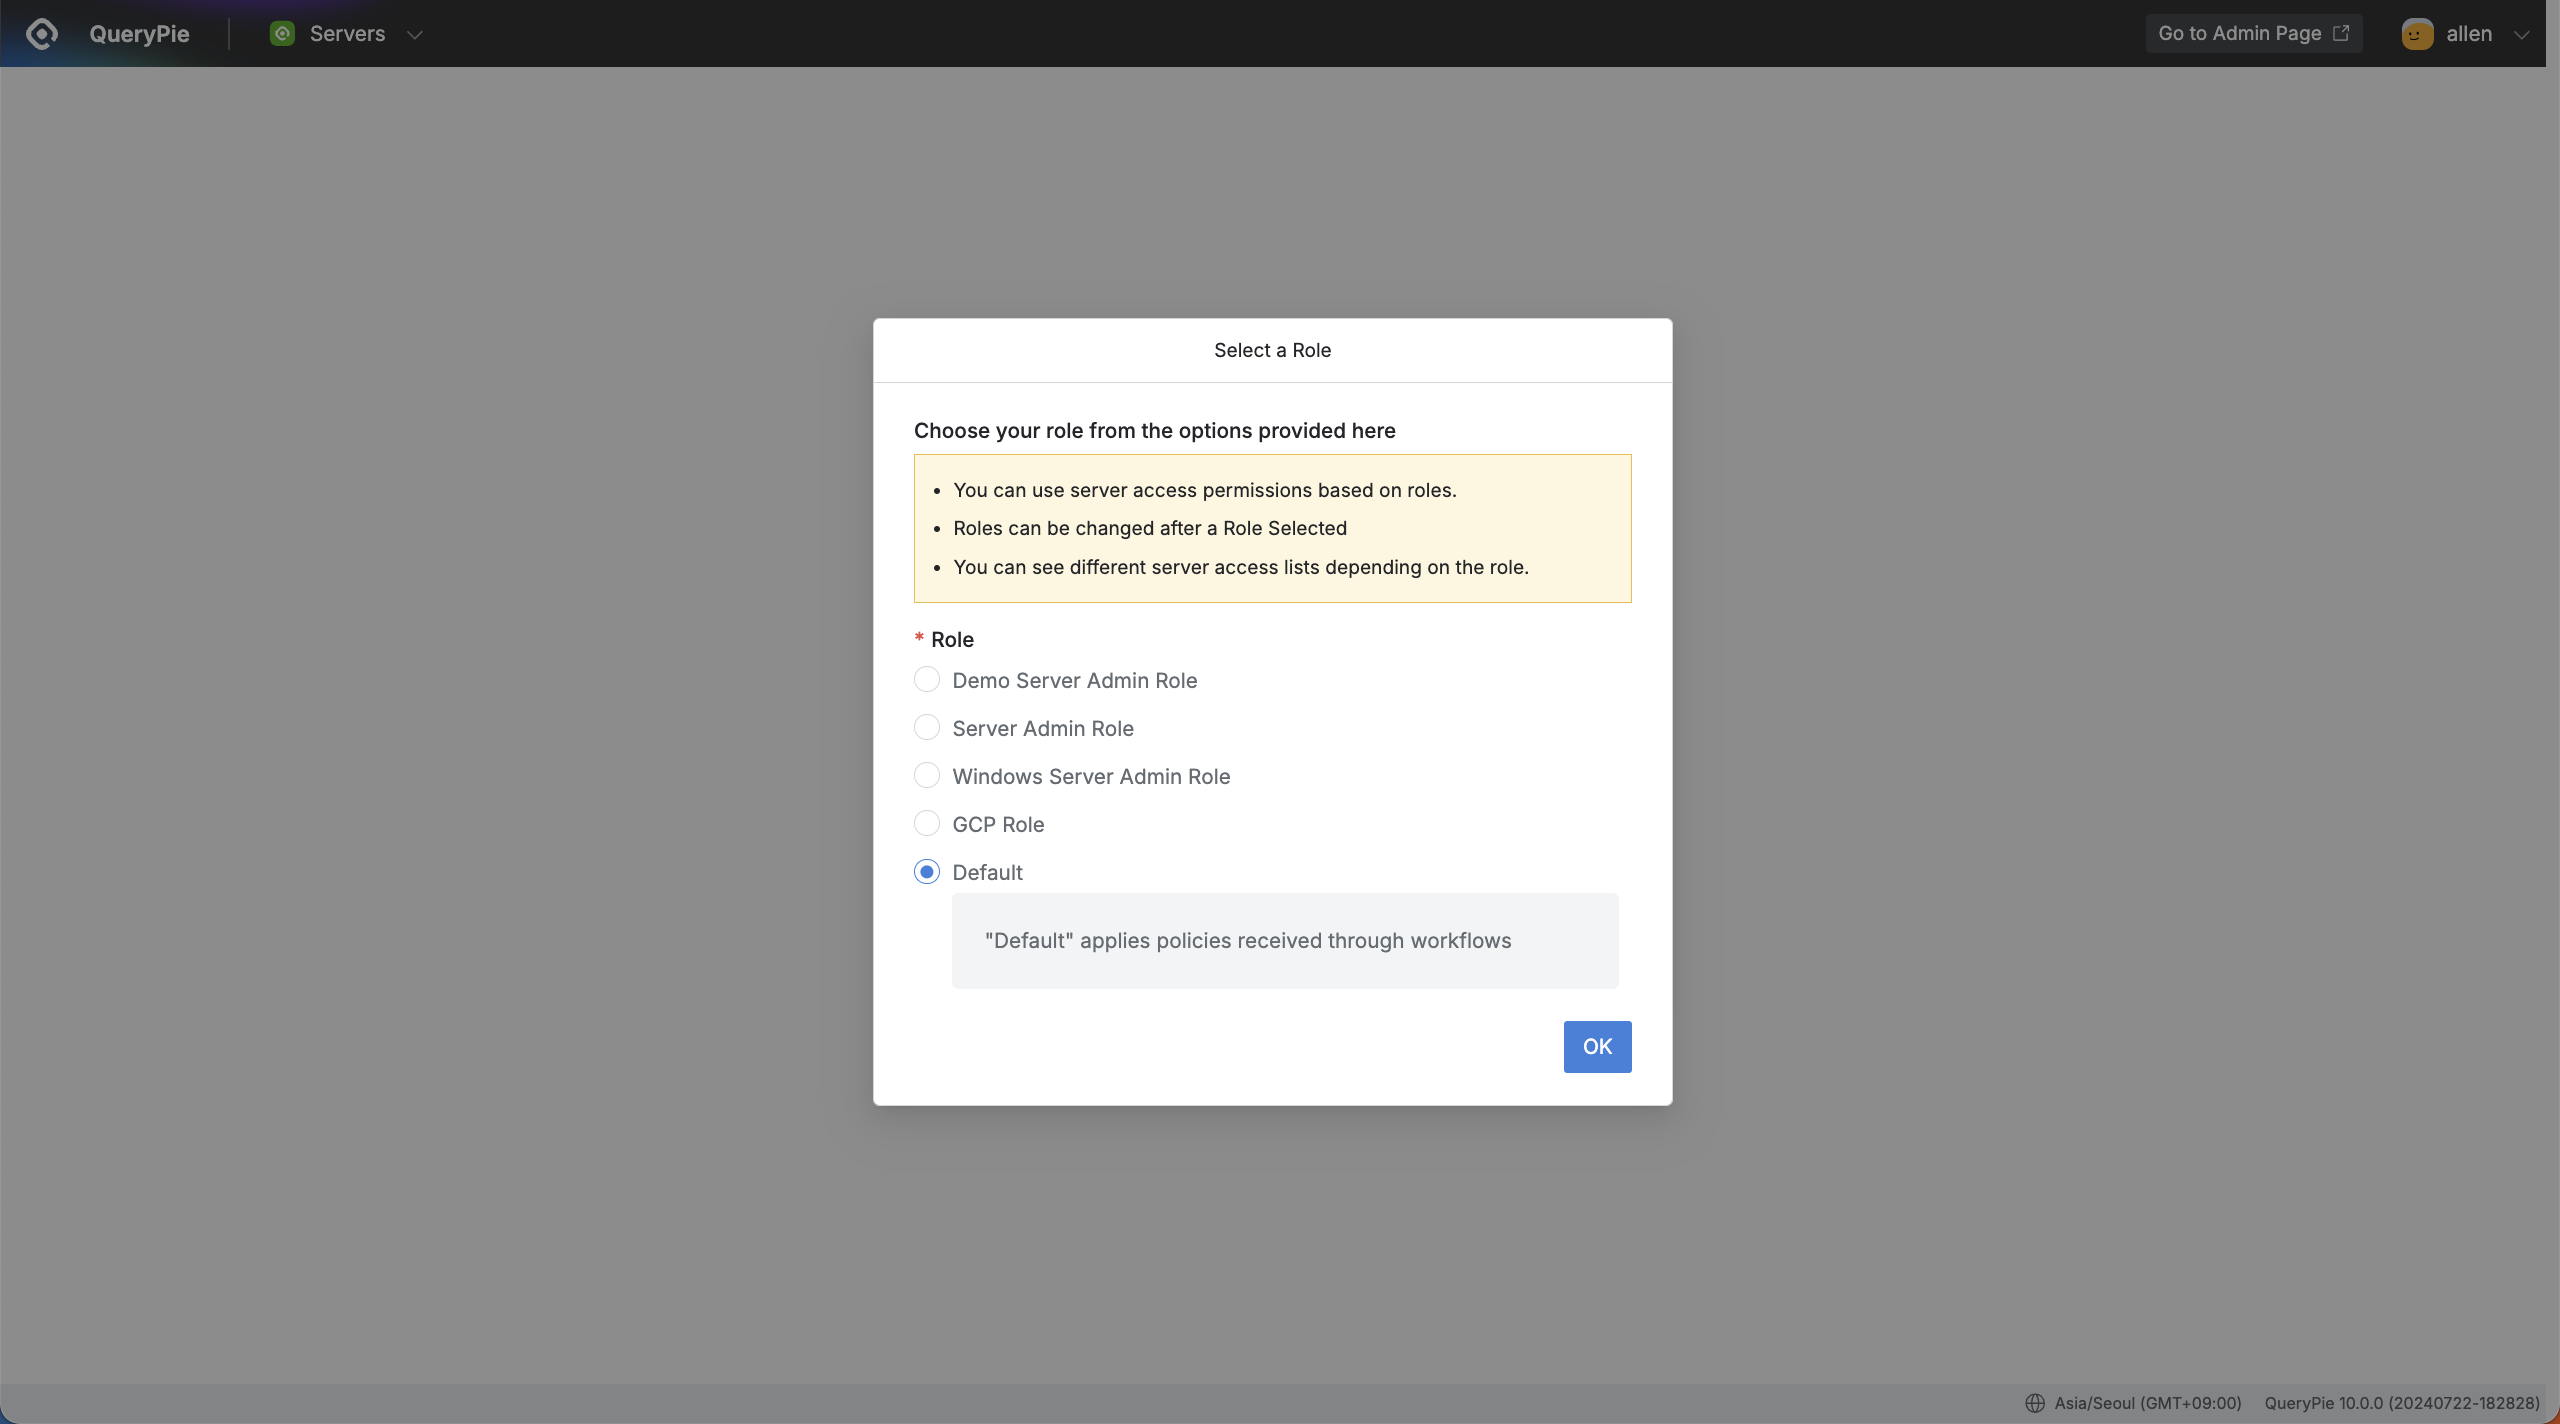 QueryPie
Servers
Go to Admin Page
allen
Select a Role
Choose your role from the options provided here
• You can use server access permissions based on roles.
• Roles can be changed after a Role Selected
• You can see different server access lists depending on the role.
* Role
Demo Server Admin Role
Server Admin Role
Windows Server Admin Role
GCP Role
Default
"Default" applies policies received through workflows
OK
Asia/Seoul (GMT+09:00)
QueryPie 10.0.0 (20240722-182828)